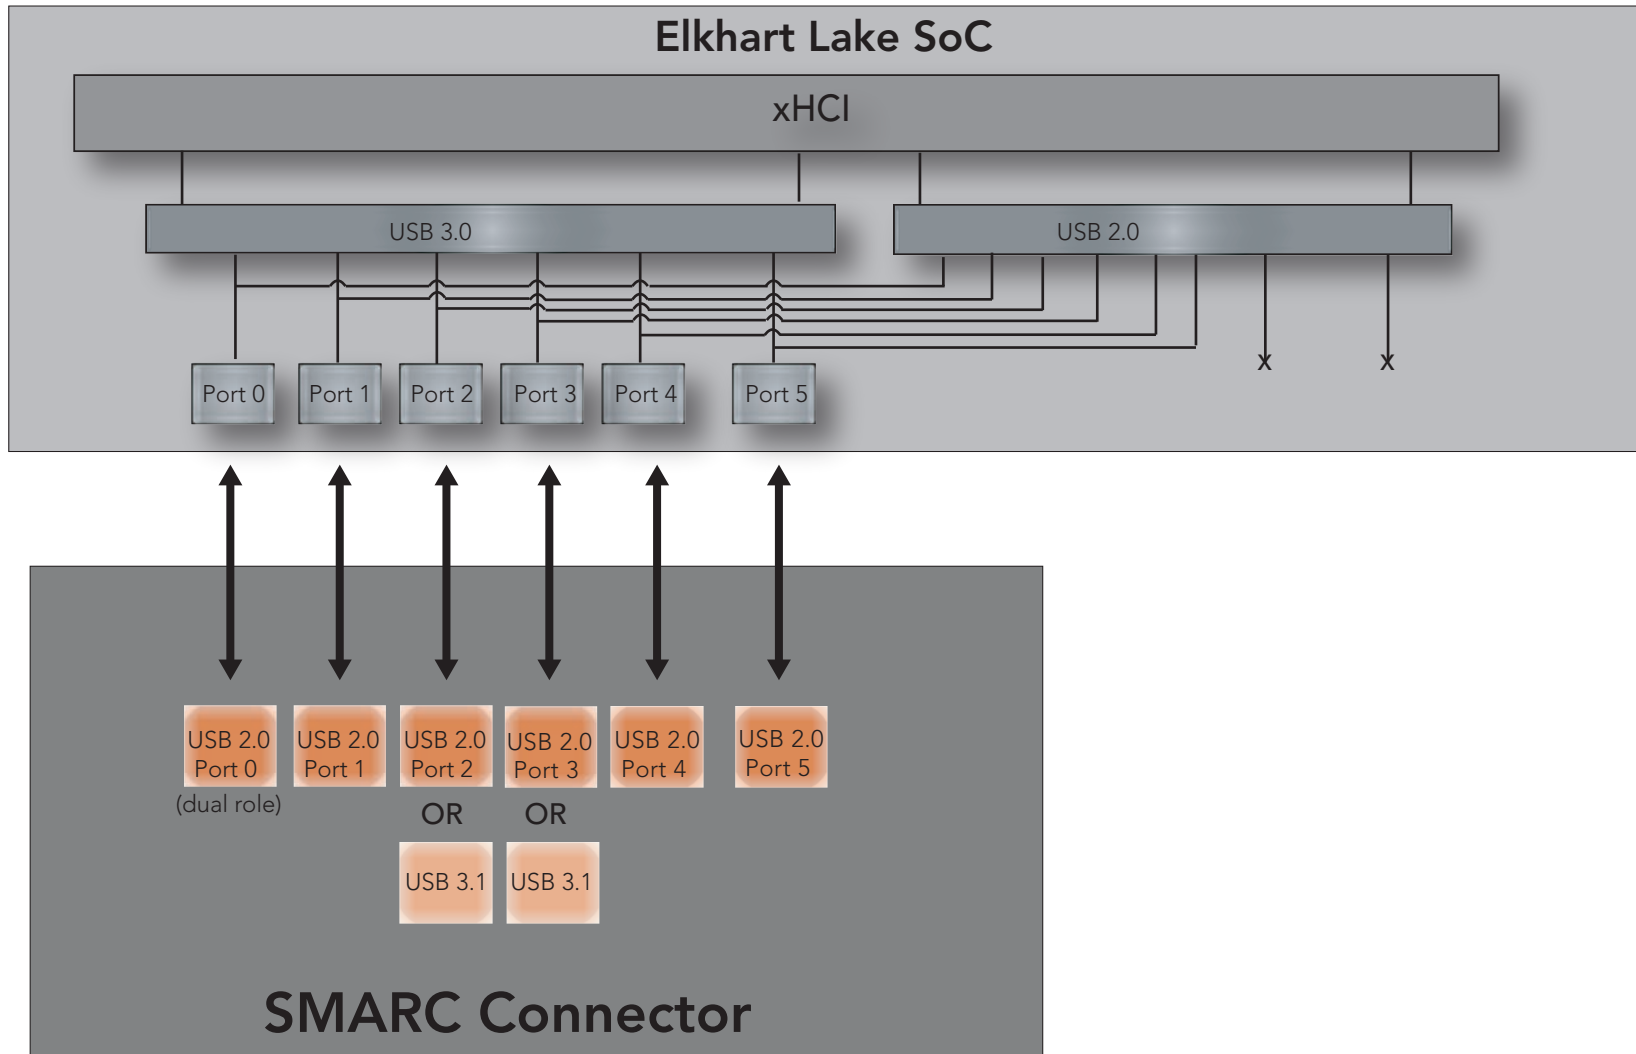 Elkhart Lake SoC
xHCI
USB 3.0
USB 2.0
x
x
Port 0
Port 1
Port 2
Port 3
Port 4
Port 5
USB 2.0
Port 0
USB 2.0
Port 1
USB 2.0
Port 2
USB 2.0
Port 3
USB 2.0
Port 4
USB 2.0
Port 5
(dual role)
OR
OR
USB 3.1
USB 3.1
SMARC Connector